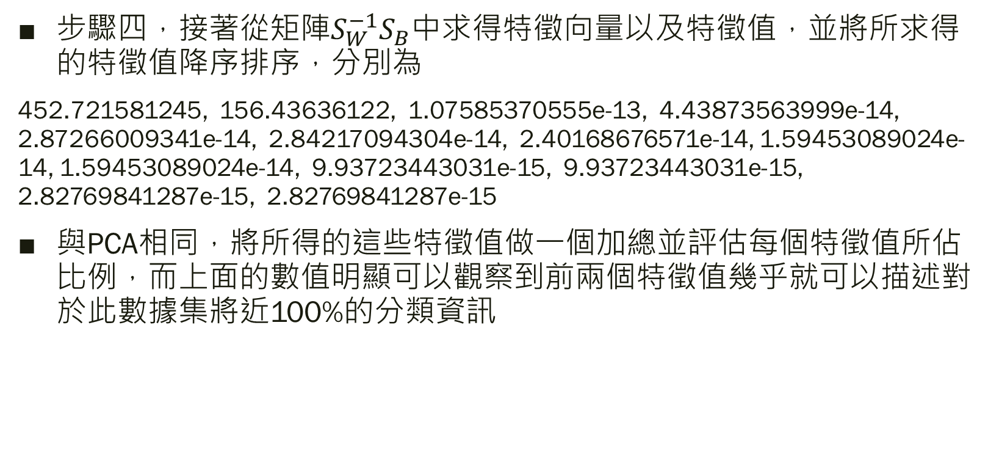 ■ 步驟四，接著從矩陣$S_W^{-1}S_B$中求得特徵向量以及特徵值，並將所求得
的特徵值降序排序，分別為
452.721581245, 156.43636122, 1.07585370555e-13, 4.43873563999e-14,
2.87266009341e-14, 2.84217094304e-14, 2.40168676571e-14, 1.59453089024e-
14, 1.59453089024e-14, 9.93723443031e-15, 9.93723443031e-15,
2.82769841287e-15, 2.82769841287e-15
■ 與PCA相同，將所得的這些特徵值做一個加總並評估每個特徵值所佔
比例，而上面的數值明顯可以觀察到前兩個特徵值幾乎就可以描述對
於此數據集將近100%的分類資訊